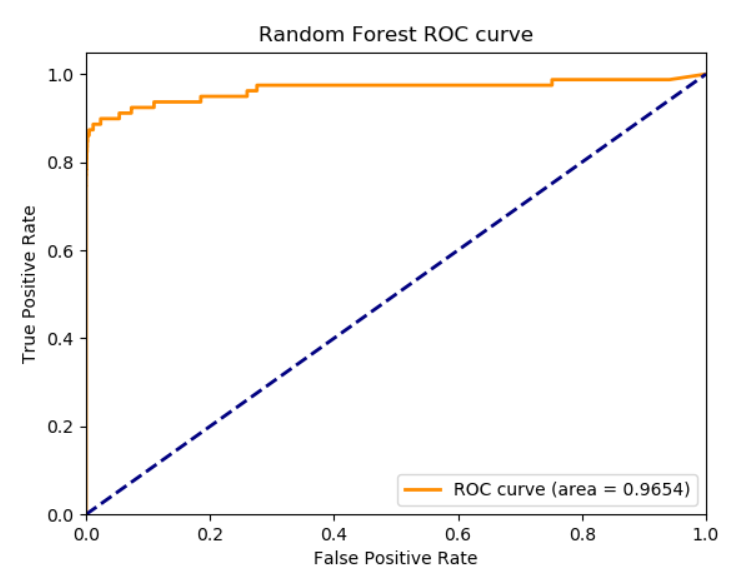 Random Forest ROC curve
1.0
0.8
0.6
0.4
0.2
0.0
True Positive Rate
ROC curve (area = 0.9654)
0.0 0.2 0.4 0.6 0.8 1.0
False Positive Rate